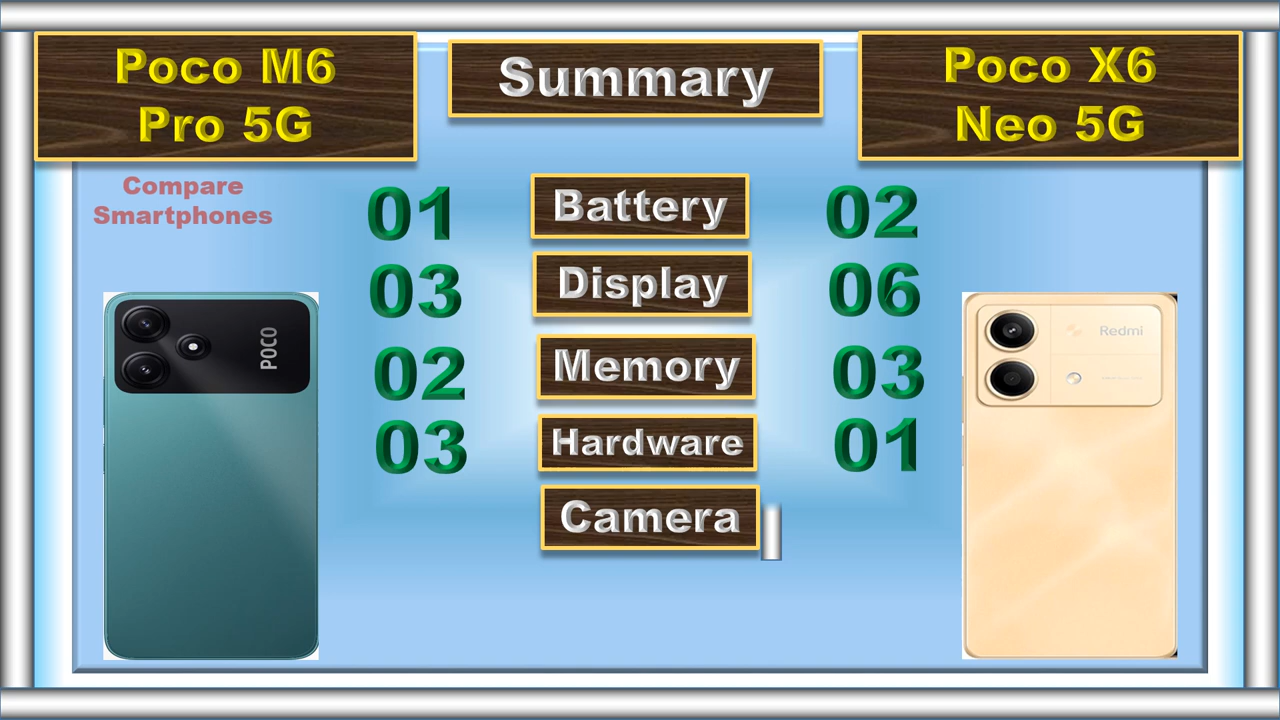 Poco M6
Pro 5G
Summary
Poco X6
Neo 5G
Compare
Smartphones
01
Battery
02
03
Display
06
02
Memory
03
03
Hardware
01
Camera
POCO
Redmi